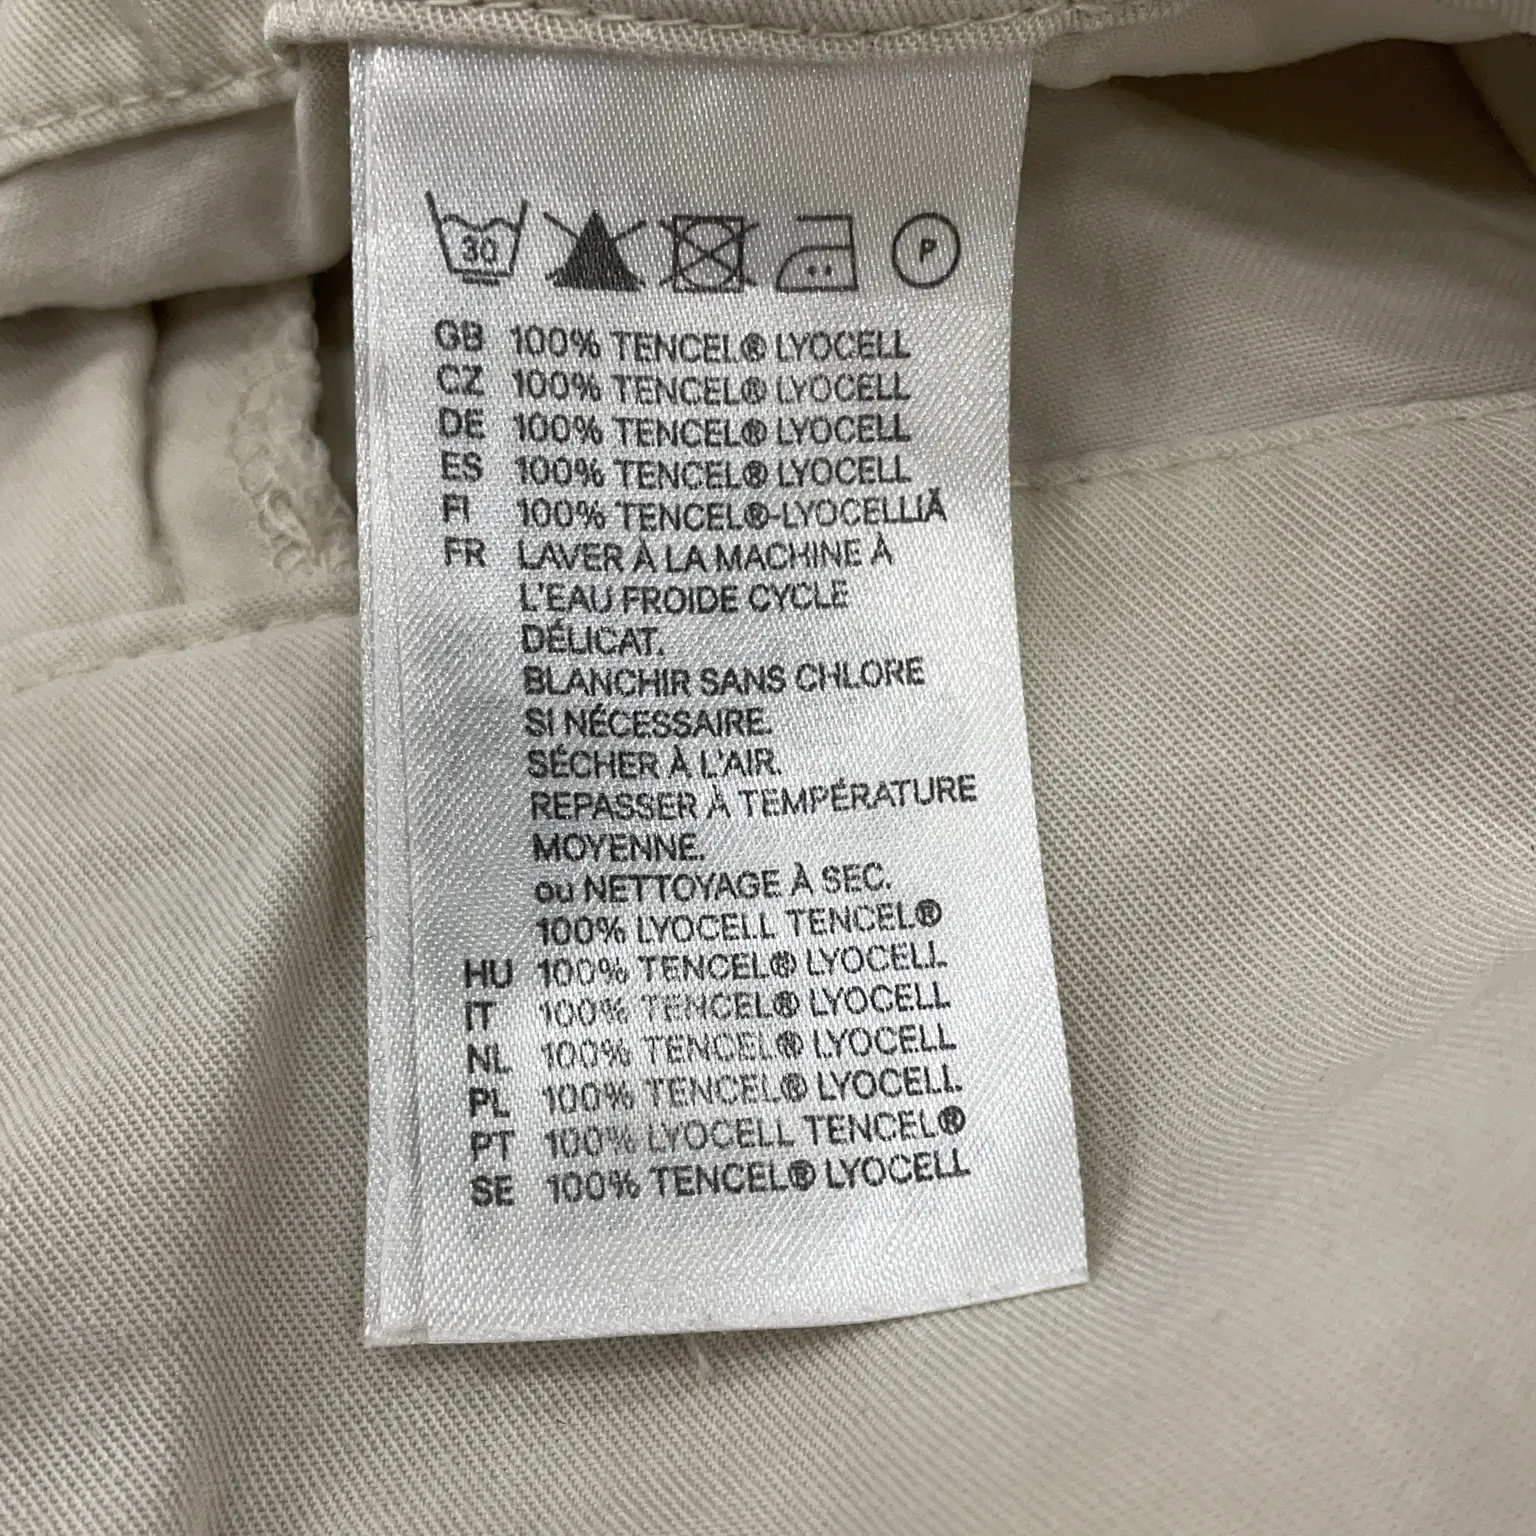 30 P
GB 100% TENCEL® LYOCELL
CZ 100% TENCEL® LYOCELL
DE 100% TENCEL® LYOCELL
ES 100% TENCEL® LYOCELL
FI 100% TENCEL®-LYOCELLIÄ
FR LAVER À LA MACHINE À
L'EAU FROIDE CYCLE
DÉLICAT.
BLANCHIR SANS CHLORE
SI NÉCESSAIRE.
SÉCHER À L'AIR.
REPASSER À TEMPÉRATURE
MOYENNE.
ou NETTOYAGE À SEC.
100% LYOCELL TENCEL®
HU 100% TENCEL® LYOCELL
IT 100% TENCEL® LYOCELL
NL 100% TENCEL® LYOCELL
PL 100% TENCEL® LYOCELL
PT 100% LYOCELL TENCEL®
SE 100% TENCEL® LYOCELL